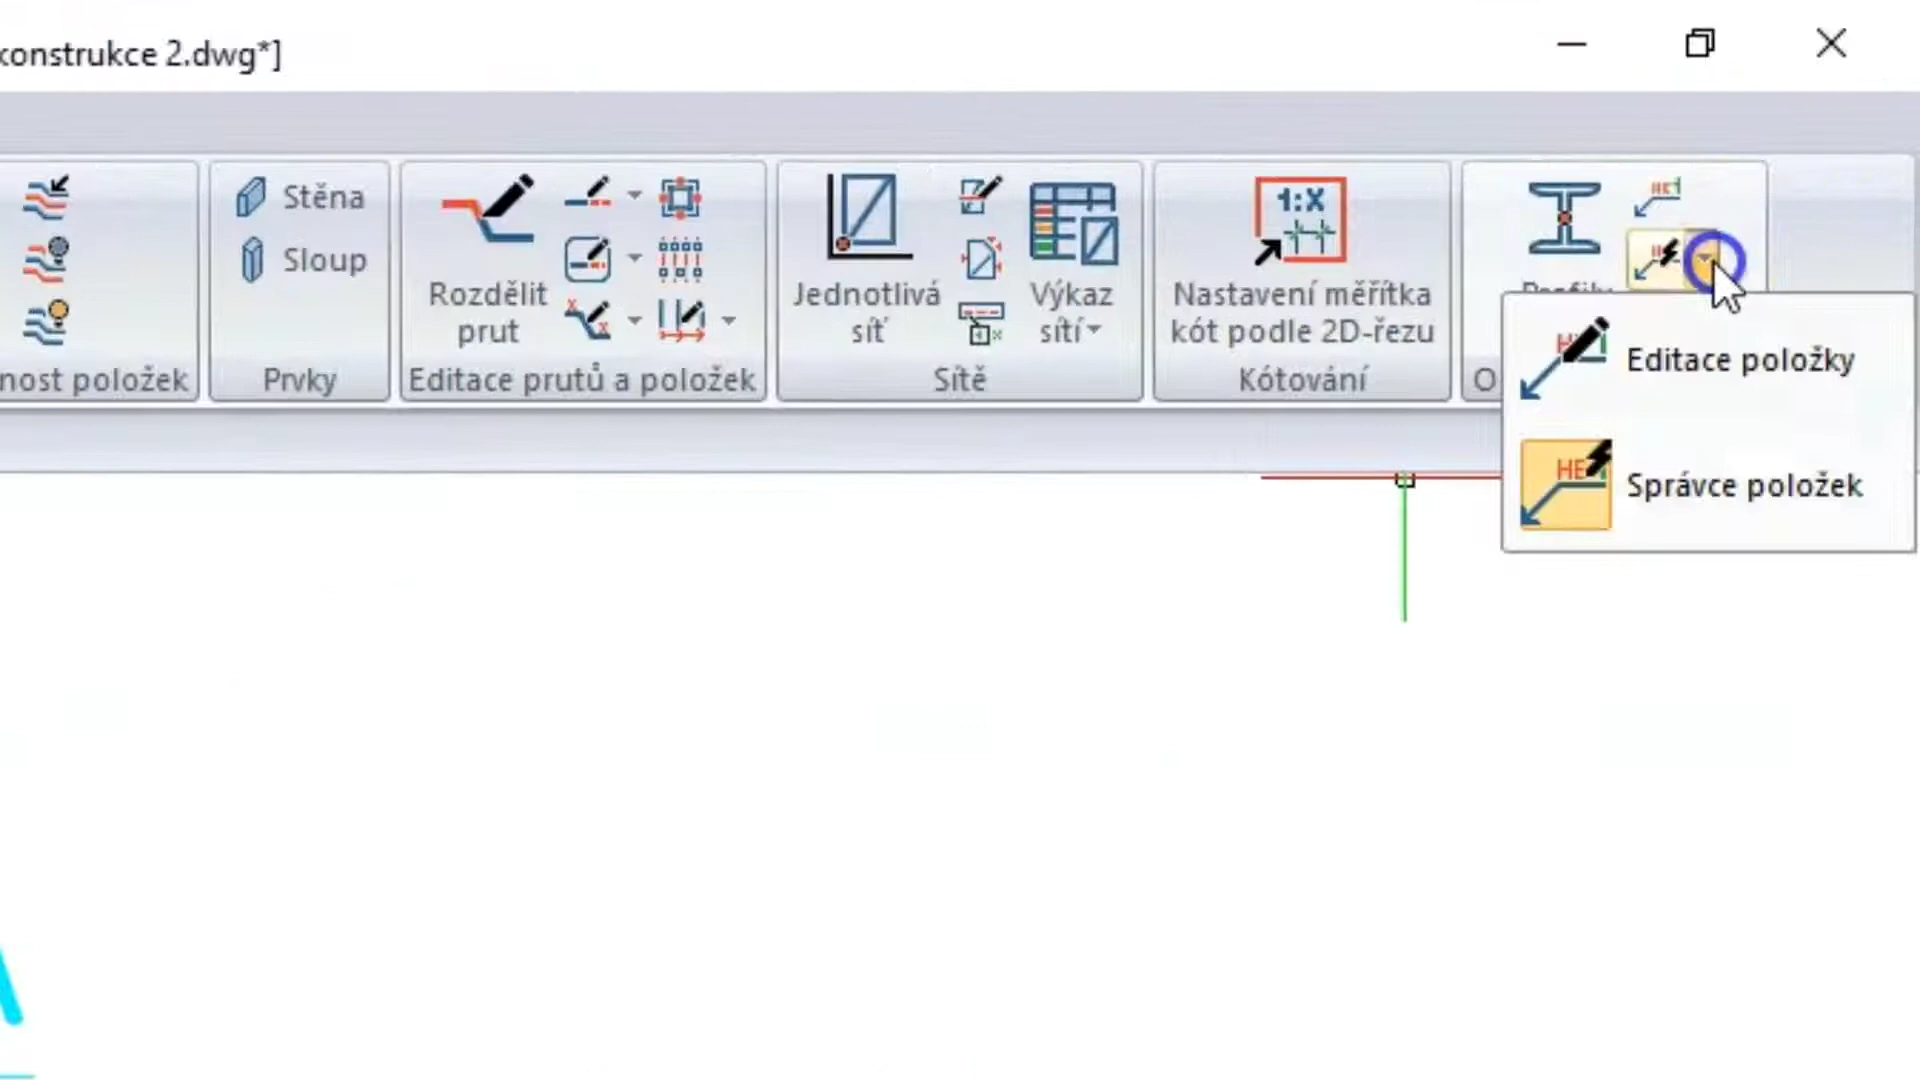 konstrukce 2.dwg*]
Stěna
Sloup
Rozdělit
prut
Jednotlivá
síť
Výkaz
sítí
1:X
Nastavení měřítka
kót podle 2D-řezu
nost položek
Prvky
Editace prutů a položek
Sítě
Kótování
O
Editace položky
HE
Správce položek